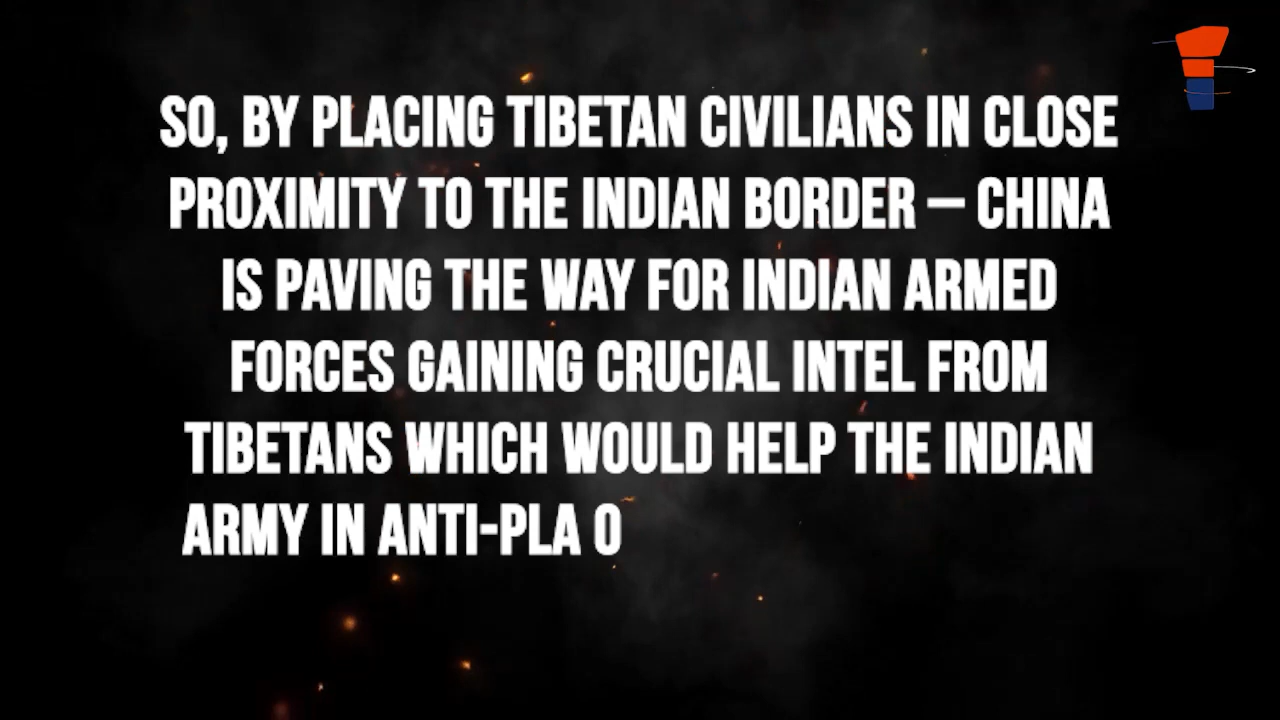 SO, BY PLACING TIBETAN CIVILIANS IN CLOSE
PROXIMITY TO THE INDIAN BORDER – CHINA
IS PAVING THE WAY FOR INDIAN ARMED
FORCES GAINING CRUCIAL INTEL FROM
TIBETANS WHICH WOULD HELP THE INDIAN
ARMY IN ANTI-PLA O